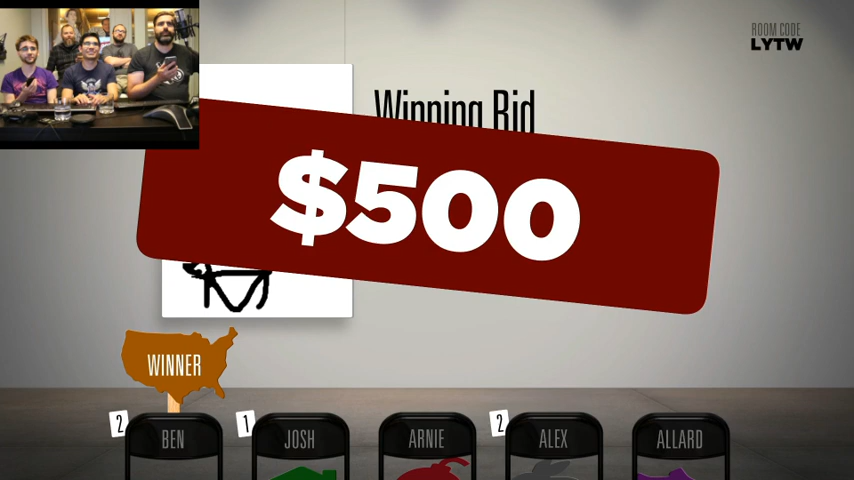 ROOM CODE
LYTW
Winning Bid
$500
WINNER
2
BEN
1
JOSH
ARNIE
2
ALEX
ALLARD